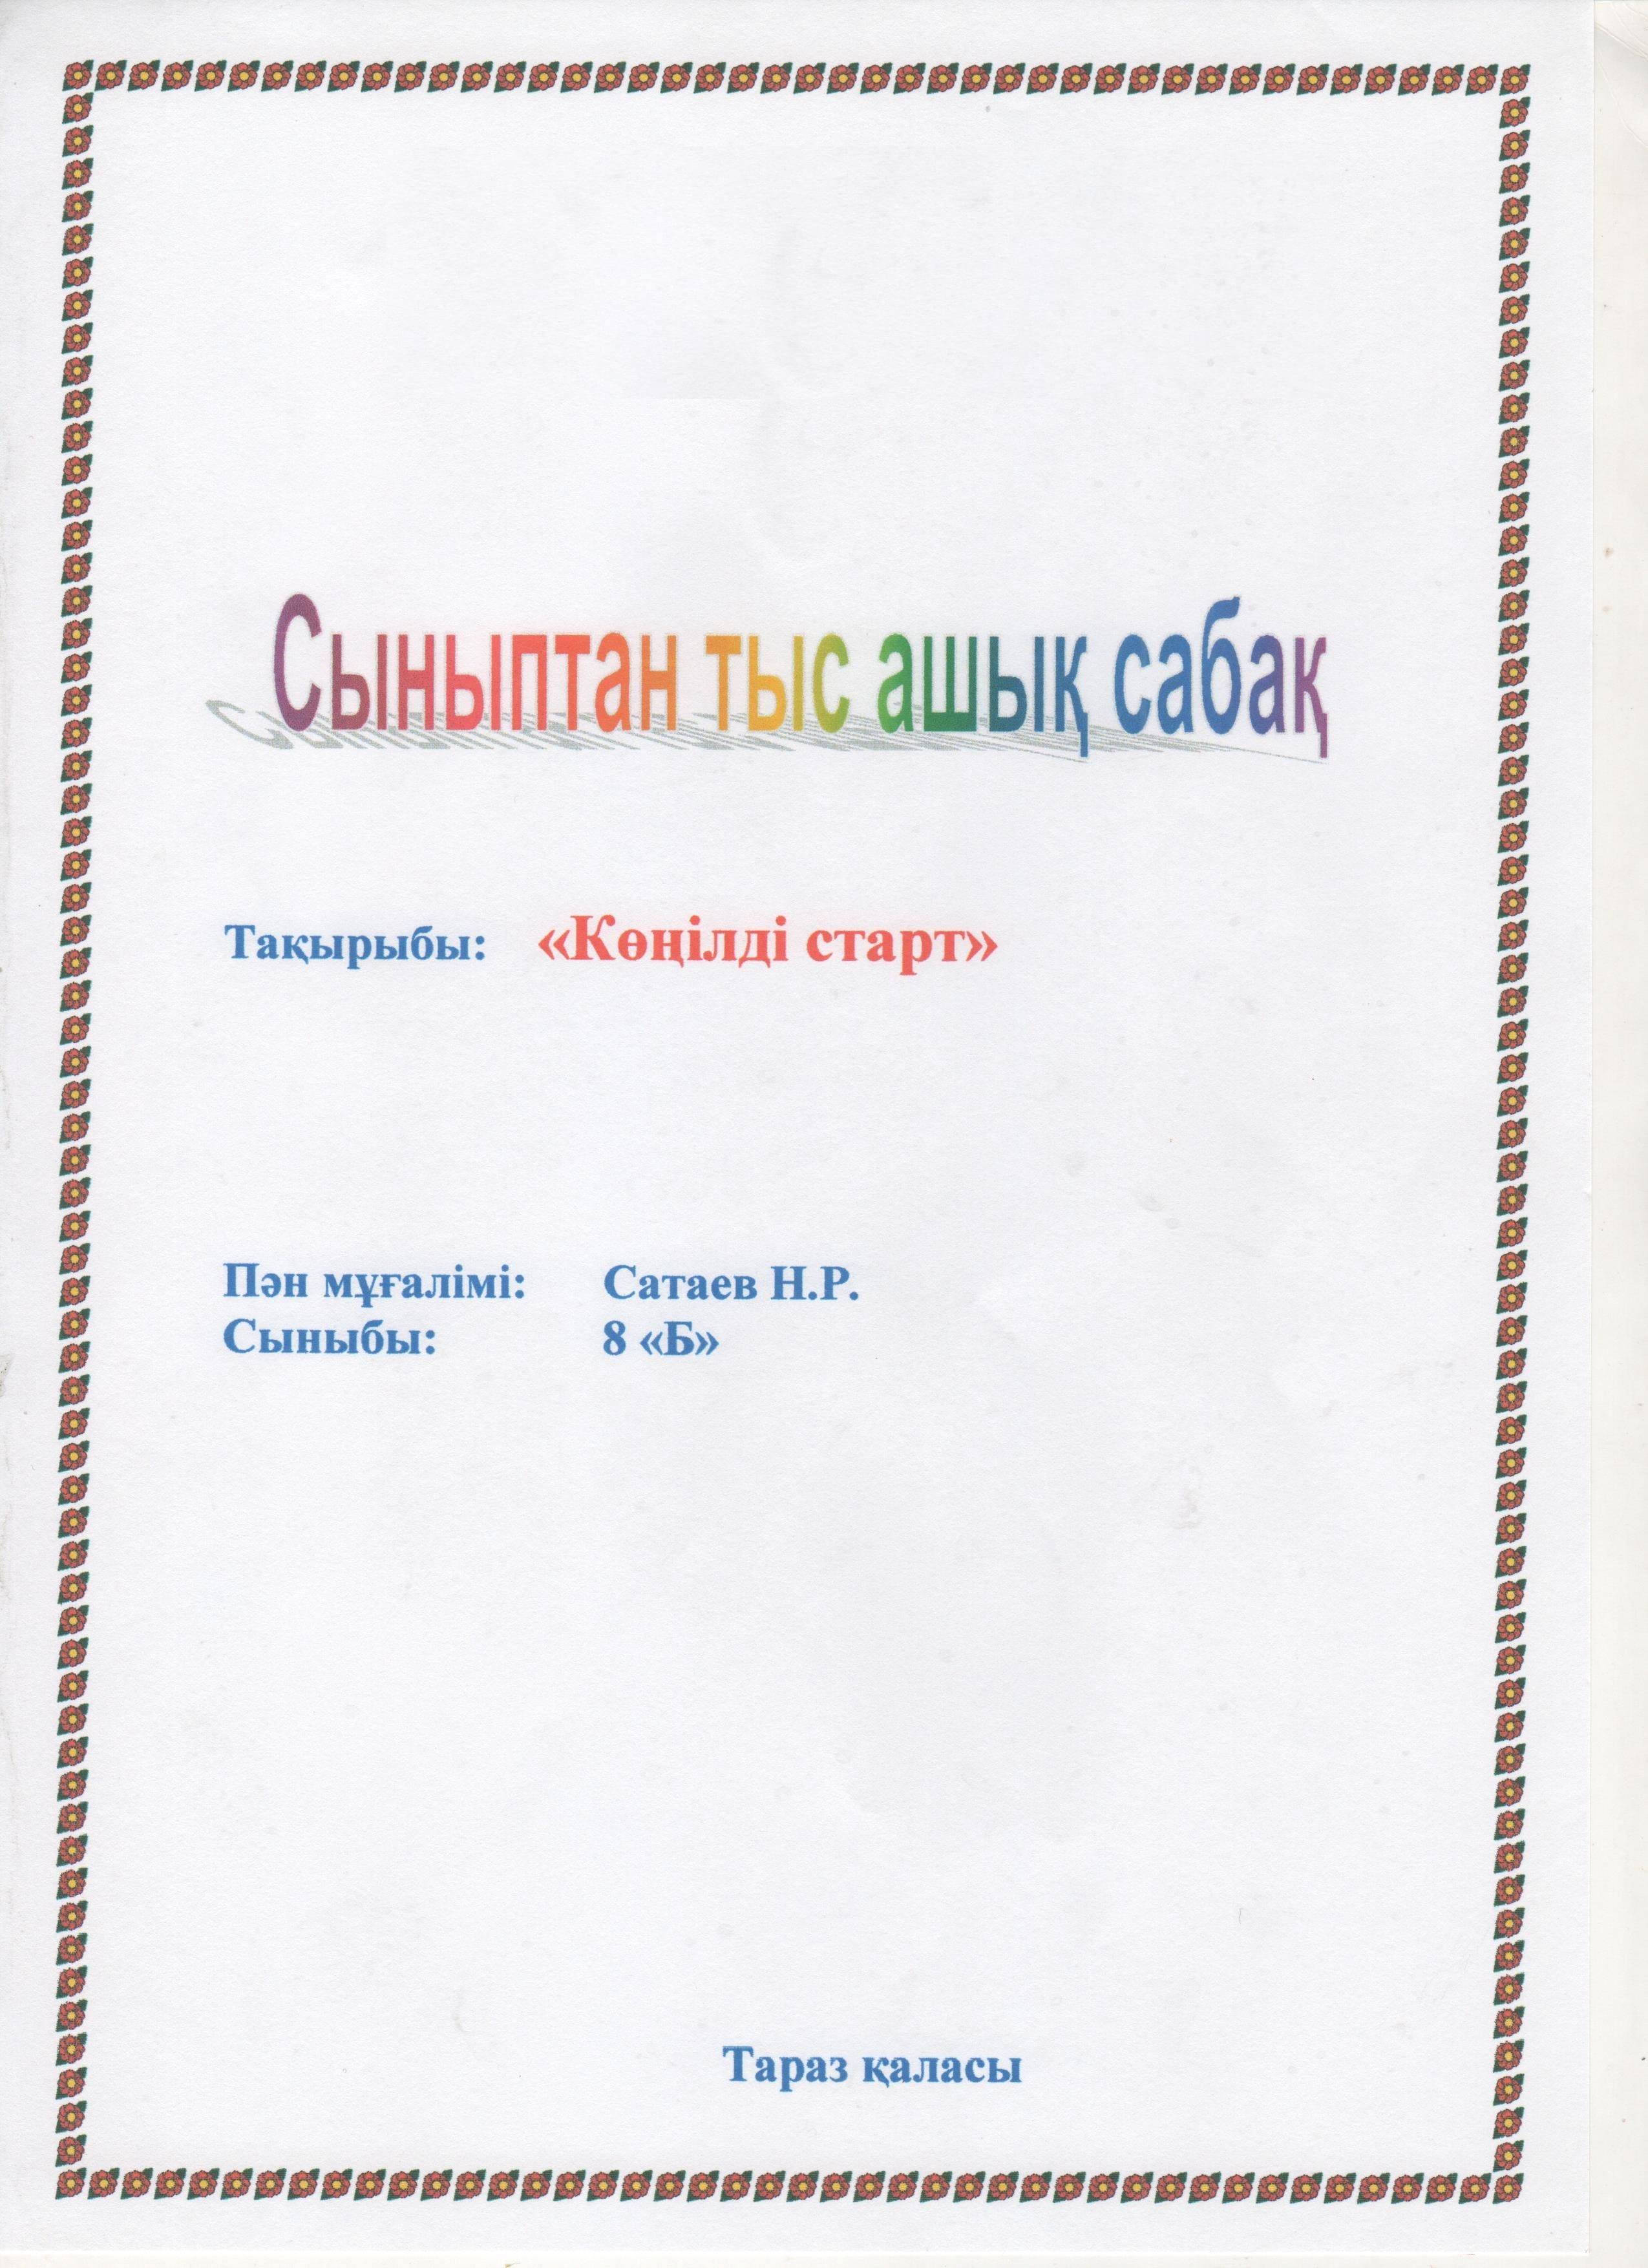 Сыныптан тыс ашық сабақ
Тақырыбы: «Көңілді старт»
Пән мұғалімі: Сатаев Н.Р.
Сыныбы: 8 «Б»
Тараз қаласы